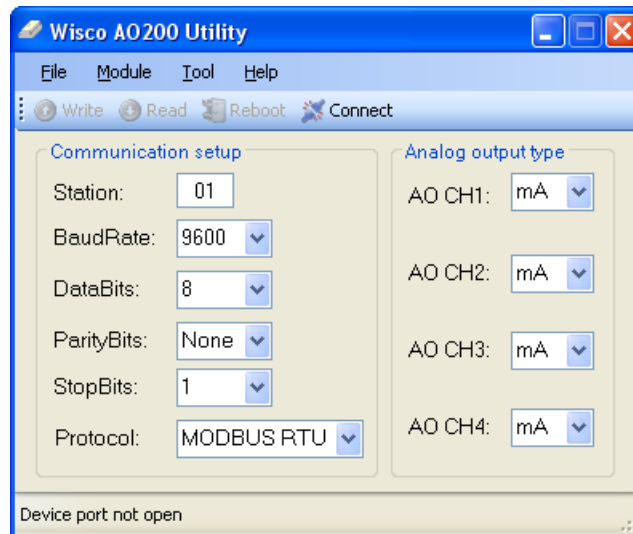 Wisco AO200 Utility
File Module Tool Help
Write Read Reboot Connect
Communication setup
Station: 01
BaudRate: 9600
DataBits: 8
ParityBits: None
StopBits: 1
Protocol: MODBUS RTU
Analog output type
AO CH1: mA
AO CH2: mA
AO CH3: mA
AO CH4: mA
Device port not open